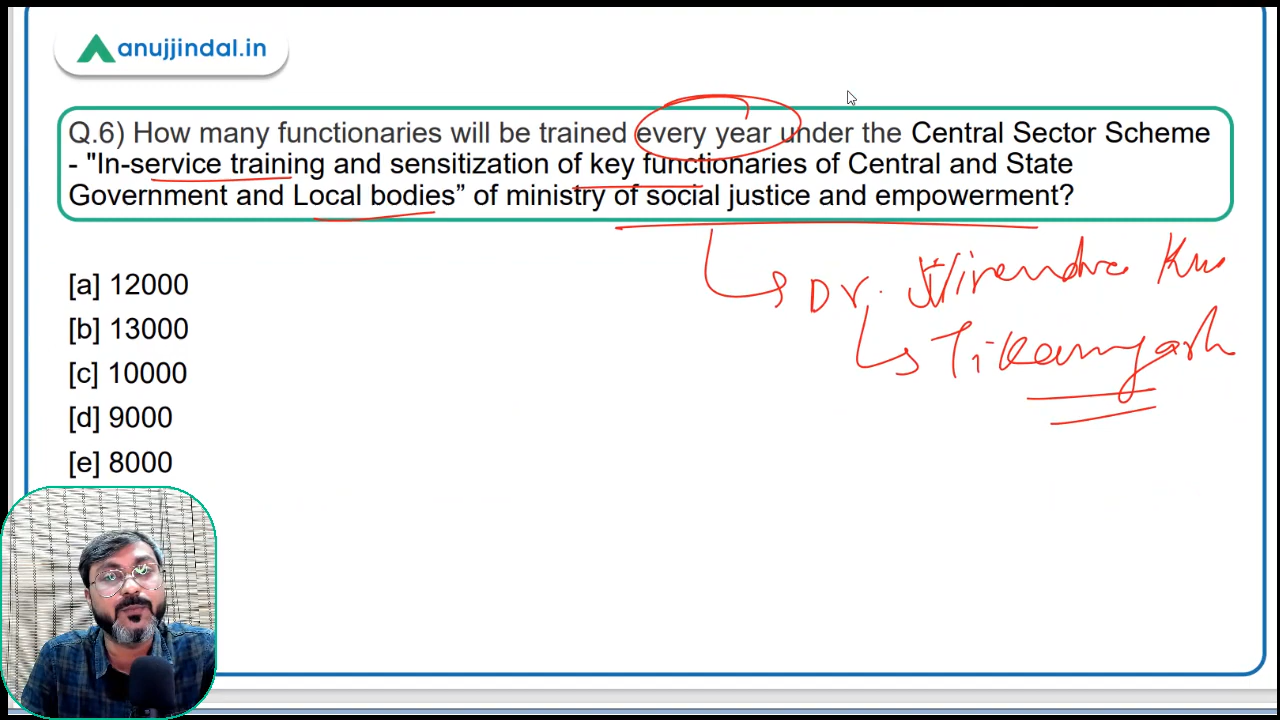 anujjindal.in
Q.6) How many functionaries will be trained every year under the Central Sector Scheme
- "In-service training and sensitization of key functionaries of Central and State
Government and Local bodies” of ministry of social justice and empowerment?
Dr. Virendra Ku
Tikamgarh
[a] 12000
[b] 13000
[c] 10000
[d] 9000
[e] 8000